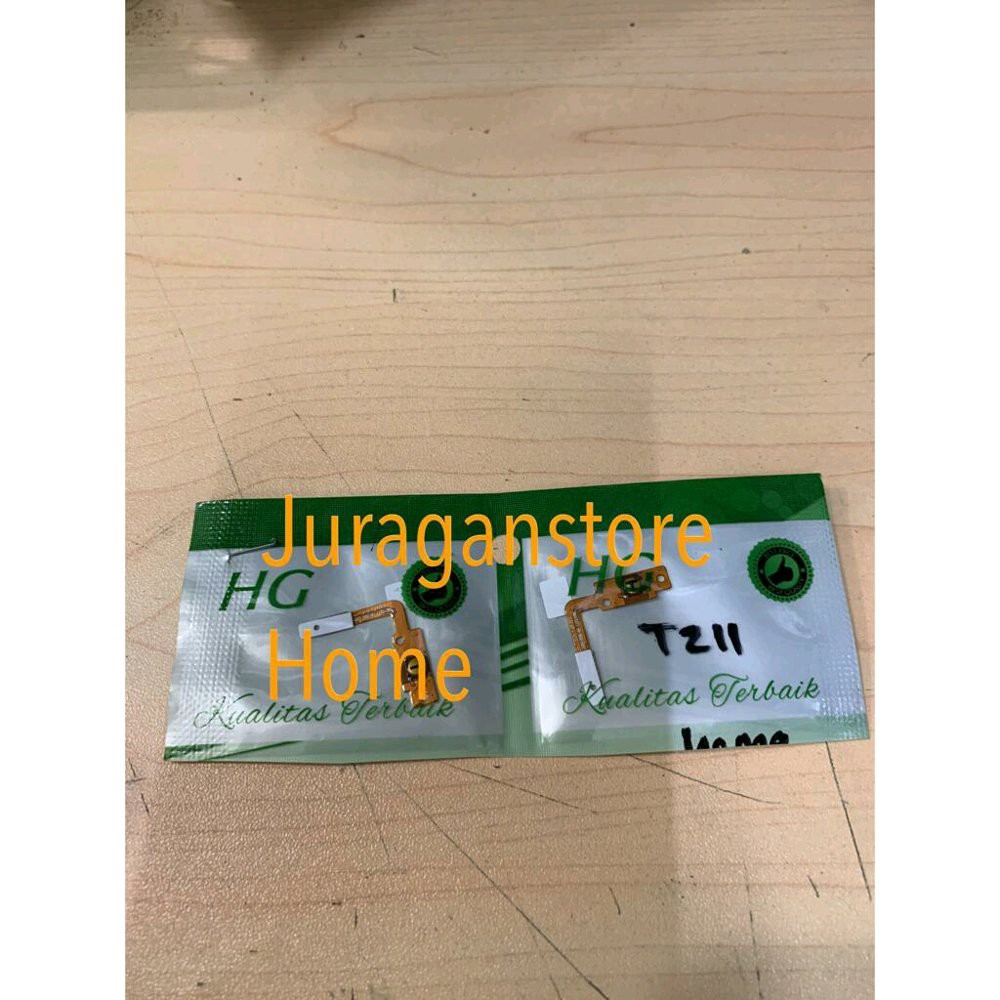 Juraganstore
Home
HG
Kualitas Terbaik
HG
T211
Kualitas Terbaik